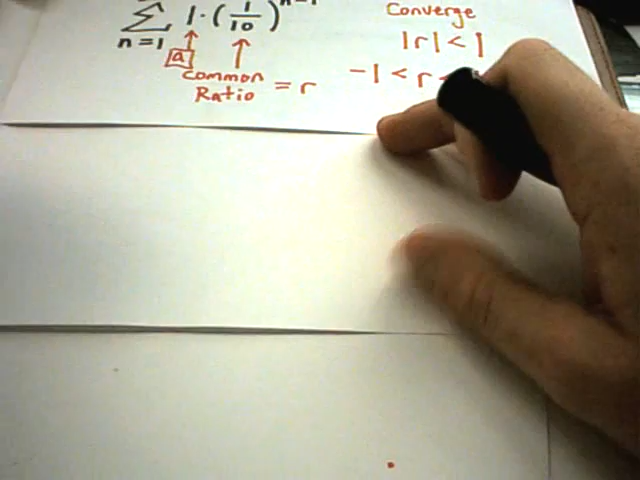 ∑ 1·(1/10)ⁿ⁻¹
n=1
a
common
Ratio = r
Converge
|r| < 1
-1 < r <